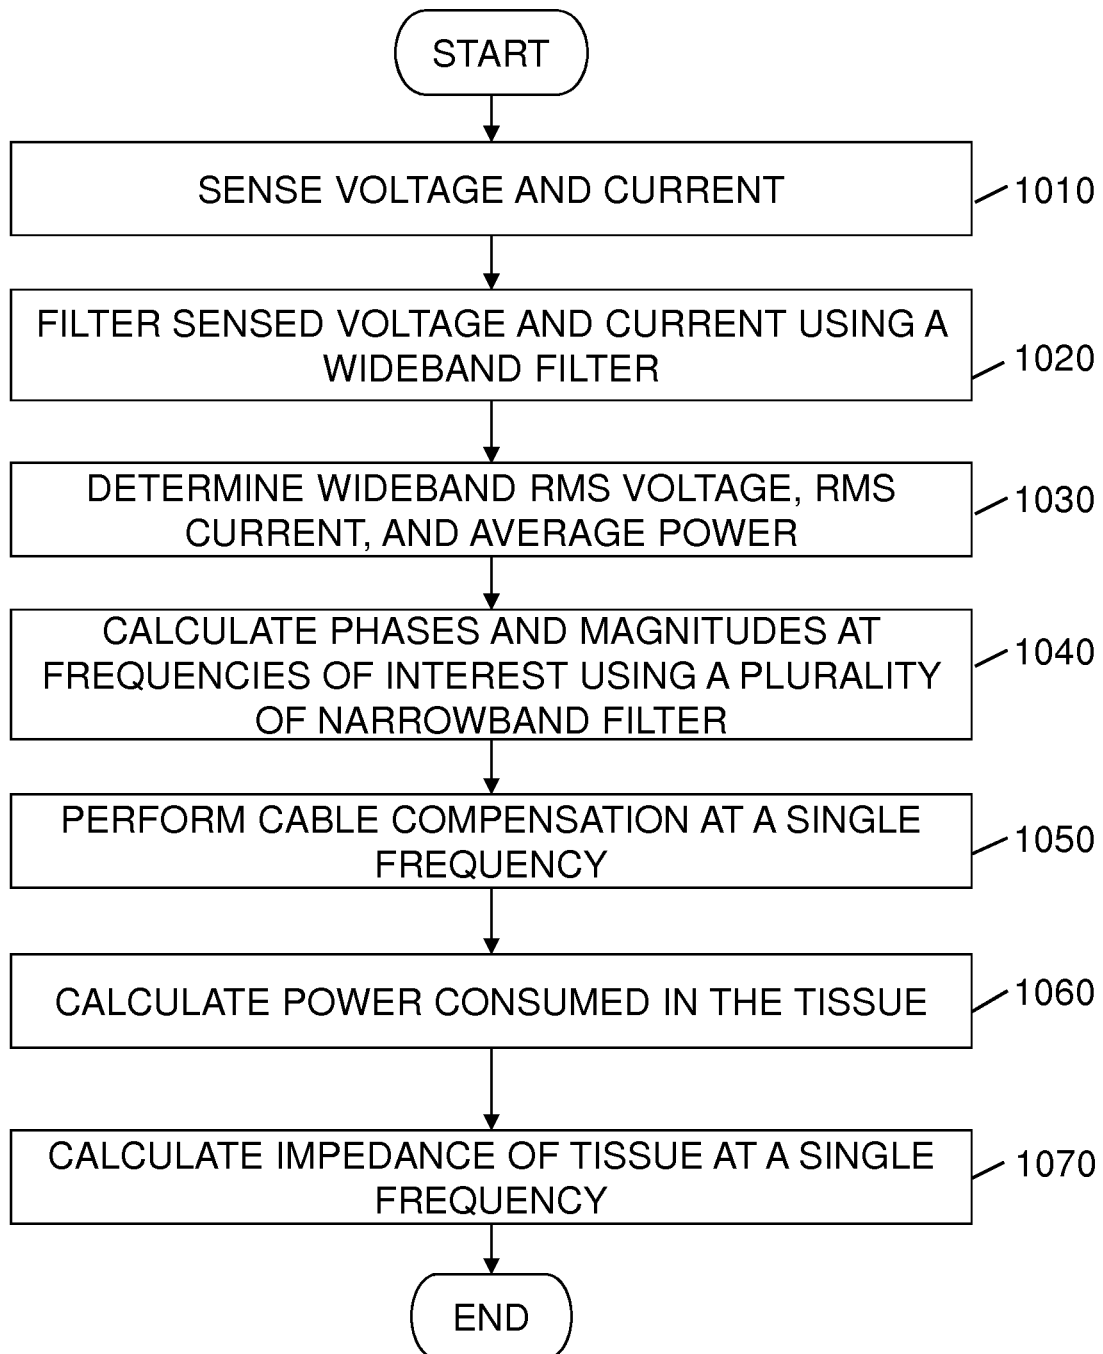 START
SENSE VOLTAGE AND CURRENT
1010
FILTER SENSED VOLTAGE AND CURRENT USING A
WIDEBAND FILTER
1020
DETERMINE WIDEBAND RMS VOLTAGE, RMS
CURRENT, AND AVERAGE POWER
1030
CALCULATE PHASES AND MAGNITUDES AT
FREQUENCIES OF INTEREST USING A PLURALITY
OF NARROWBAND FILTER
1040
PERFORM CABLE COMPENSATION AT A SINGLE
FREQUENCY
1050
CALCULATE POWER CONSUMED IN THE TISSUE
1060
CALCULATE IMPEDANCE OF TISSUE AT A SINGLE
FREQUENCY
1070
END